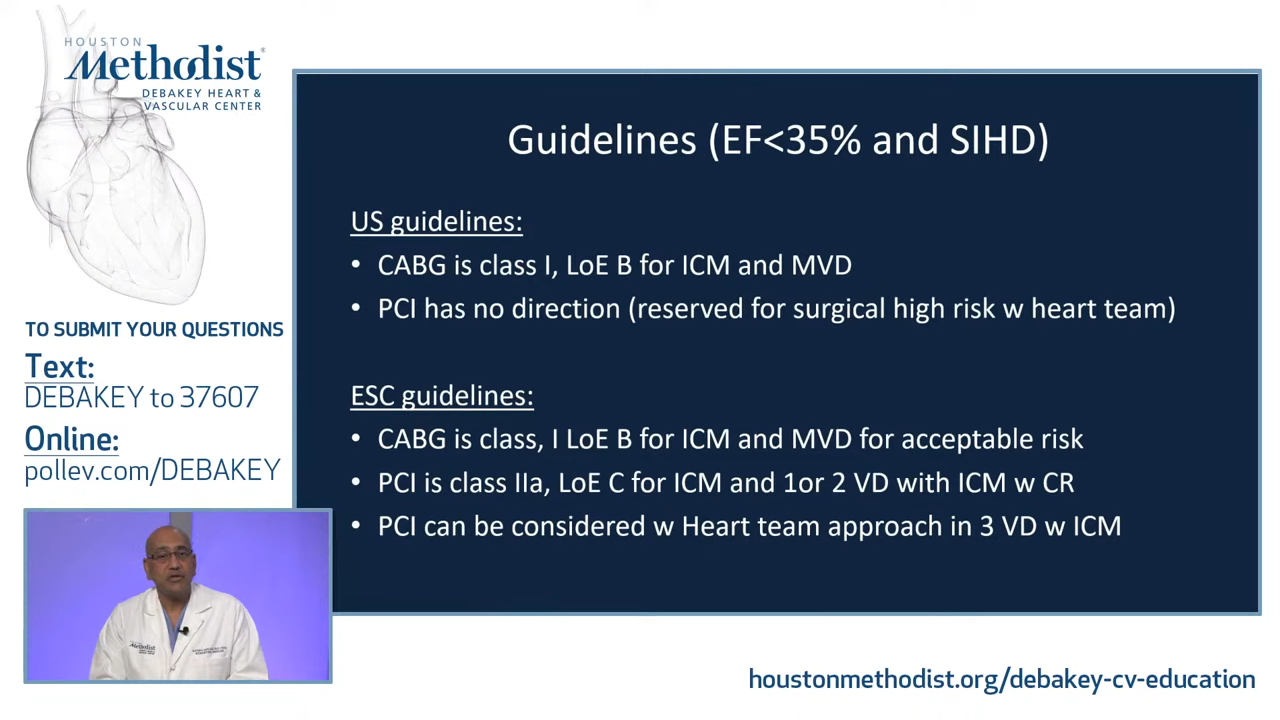 HOUSTON
Methodist®
DEBAKEY HEART &
VASCULAR CENTER
TO SUBMIT YOUR QUESTIONS
Text:
DEBAKEY to 37607
Online:
pollev.com/DEBAKEY
Guidelines (EF<35% and SIHD)
US guidelines:
• CABG is class I, LoE B for ICM and MVD
• PCI has no direction (reserved for surgical high risk w heart team)
ESC guidelines:
• CABG is class, I LoE B for ICM and MVD for acceptable risk
• PCI is class IIa, LoE C for ICM and 1or 2 VD with ICM w CR
• PCI can be considered w Heart team approach in 3 VD w ICM
Methodist
houstonmethodist.org/debakey-cv-education